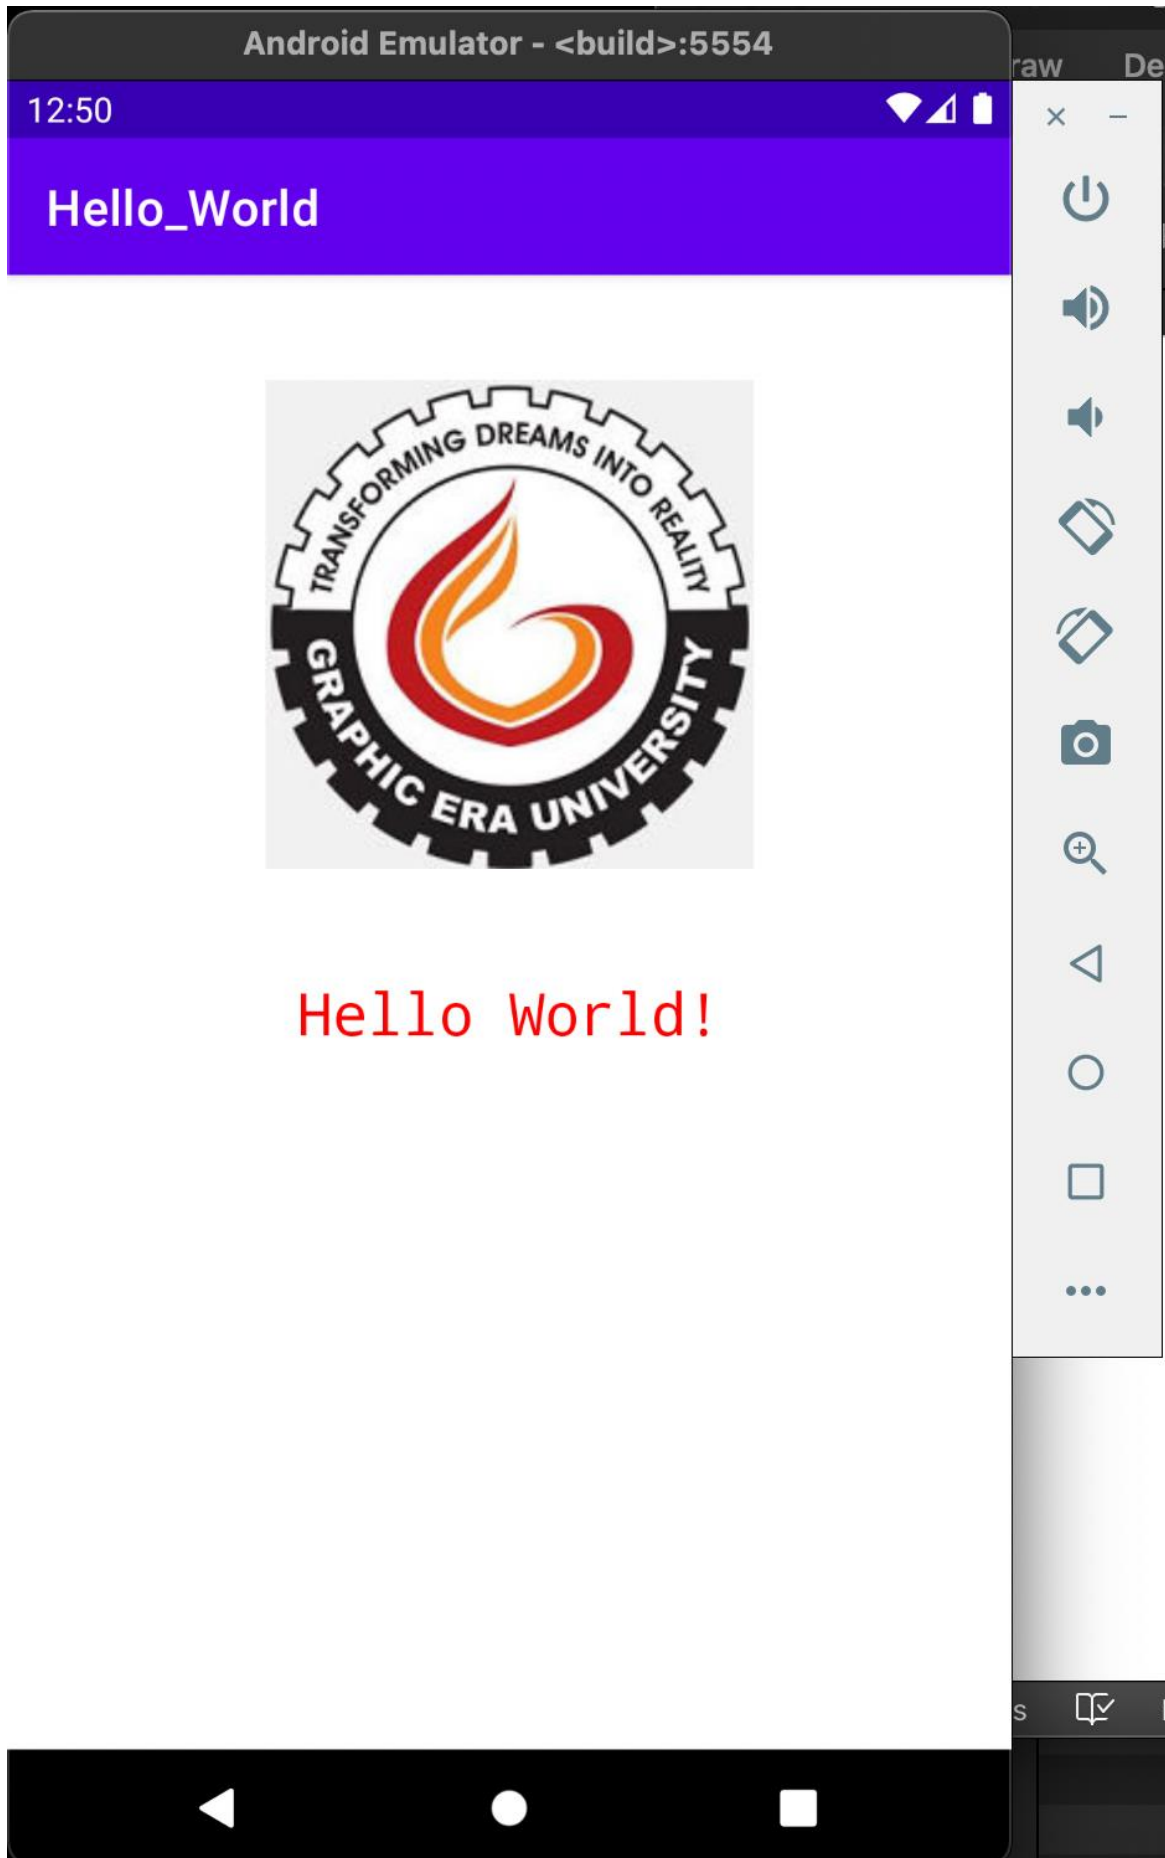 Android Emulator - <build>:5554
raw De
12:50
Hello_World
TRANSFORMING DREAMS INTO REALITY
GRAPHIC ERA UNIVERSITY
Hello World!
s